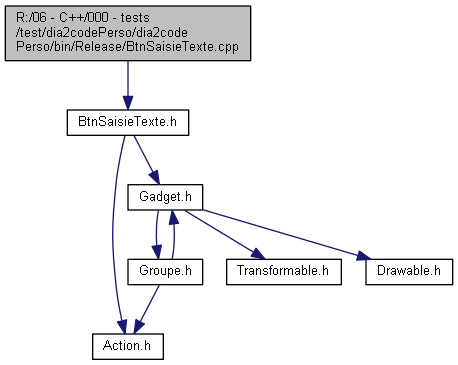 R:/06 - C++/000 - tests
/test/dia2codePerso/dia2code
Perso/bin/Release/BtnSaisieTexte.cpp
BtnSaisieTexte.h
Gadget.h
Groupe.h
Transformable.h
Drawable.h
Action.h